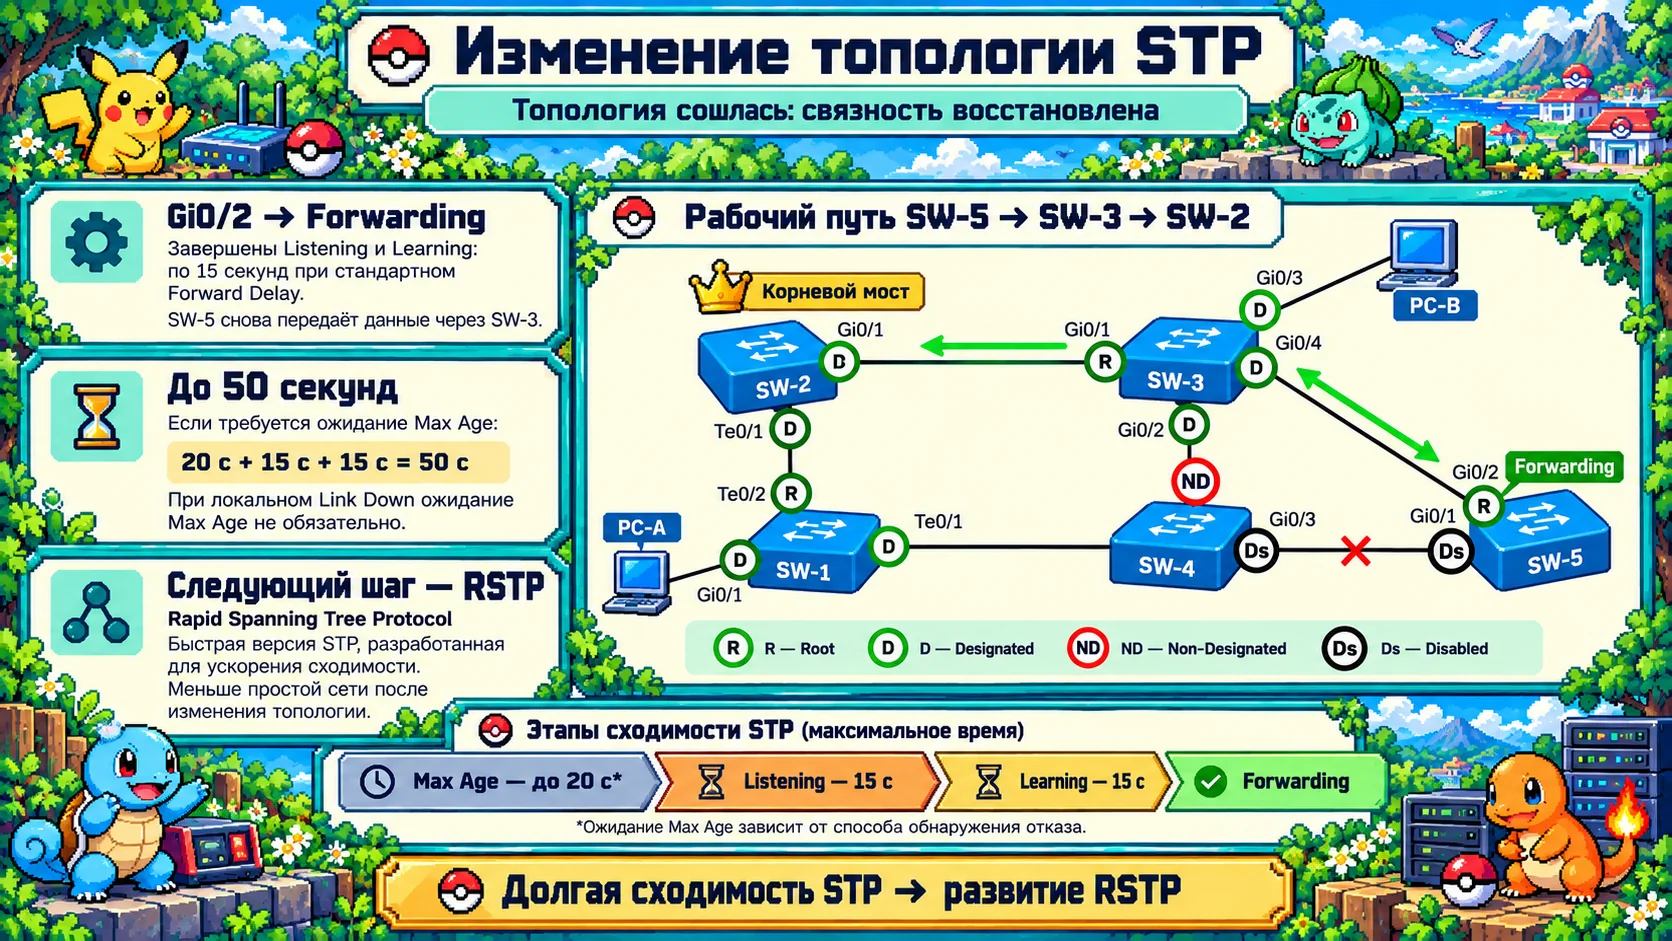 Изменение топологии STP
Топология сошлась: связность восстановлена
Gi0/2 → Forwarding
Завершены Listening и Learning:
по 15 секунд при стандартном
Forward Delay.
SW-5 снова передаёт данные через SW-3.
До 50 секунд
Если требуется ожидание Max Age:
20 с + 15 с + 15 с = 50 с
При локальном Link Down ожидание
Max Age не обязательно.
Следующий шаг — RSTP
Rapid Spanning Tree Protocol
Быстрая версия STP, разработанная
для ускорения сходимости.
Меньше простой сети после
изменения топологии.
Рабочий путь SW-5 → SW-3 → SW-2
Корневой мост
Gi0/1
D
SW-2
Te0/1
D
Te0/2
R
Gi0/1
R
SW-3
Gi0/3
D
PC-B
Gi0/4
D
Gi0/2
D
ND
PC-A
D
Gi0/1
SW-1
D
Te0/1
SW-4
Gi0/3
Ds
Gi0/1
Ds
Gi0/2
Forwarding
R
SW-5
R
R — Root
D
D — Designated
ND
ND — Non-Designated
Ds
Ds — Disabled
Этапы сходимости STP (максимальное время)
Max Age — до 20 с*
Listening — 15 с
Learning — 15 с
Forwarding
*Ожидание Max Age зависит от способа обнаружения отказа.
Долгая сходимость STP → развитие RSTP